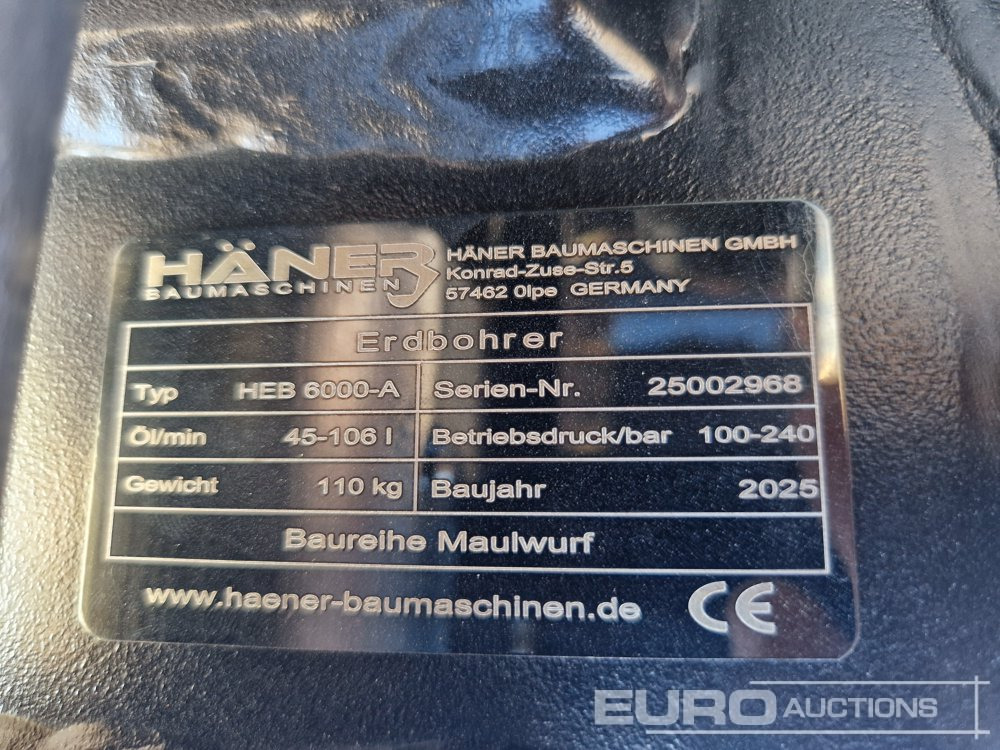 HÄNER
BAUMASCHINEN
HÄNER BAUMASCHINEN GMBH
Konrad-Zuse-Str.5
57462 Olpe GERMANY
Erdbohrer
Typ HEB 6000-A Serien-Nr. 25002968
Öl/min 45-106 l Betriebsdruck/bar 100-240
Gewicht 110 kg Baujahr 2025
Baureihe Maulwurf
www.haener-baumaschinen.de CE
EURO AUCTIONS